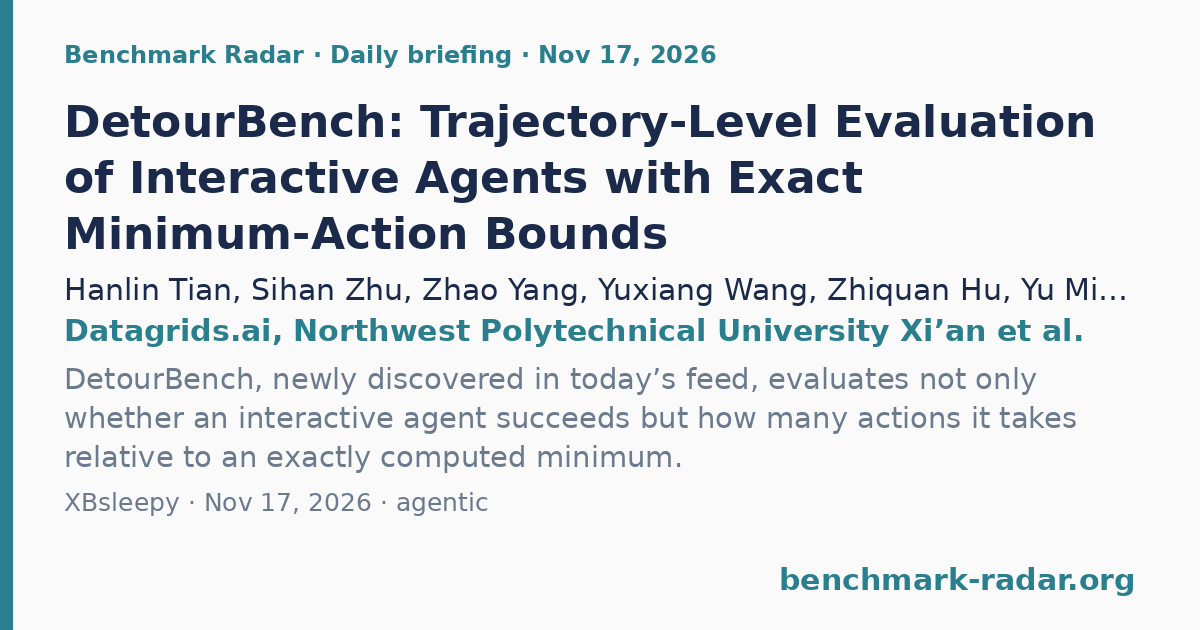 Benchmark Radar · Daily briefing · Nov 17, 2026
DetourBench: Trajectory-Level Evaluation
of Interactive Agents with Exact
Minimum-Action Bounds
Hanlin Tian, Sihan Zhu, Zhao Yang, Yuxiang Wang, Zhiquan Hu, Yu Mi…
Datagrids.ai, Northwest Polytechnical University Xi’an et al.
DetourBench, newly discovered in today’s feed, evaluates not only
whether an interactive agent succeeds but how many actions it takes
relative to an exactly computed minimum.
XBsleepy · Nov 17, 2026 · agentic
benchmark-radar.org